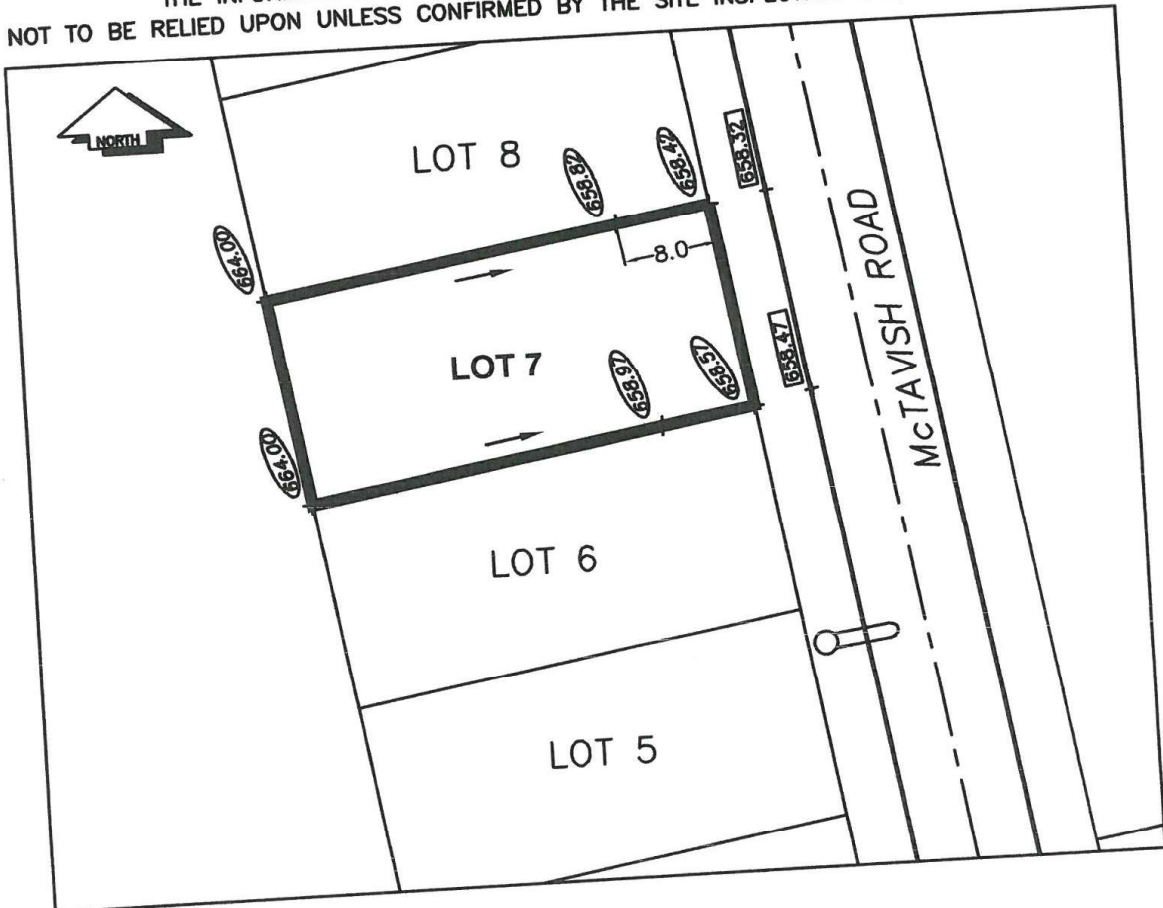 THE
NOT TO BE RELIED UPON UNLESS CONFIRMED BY THE SITE
NORTH
LOT 8
658.82
658.42
658.32
664.00
8.0
McTAVISH ROAD
LOT 7
658.97
658.57
658.47
664.00
LOT 6
LOT 5